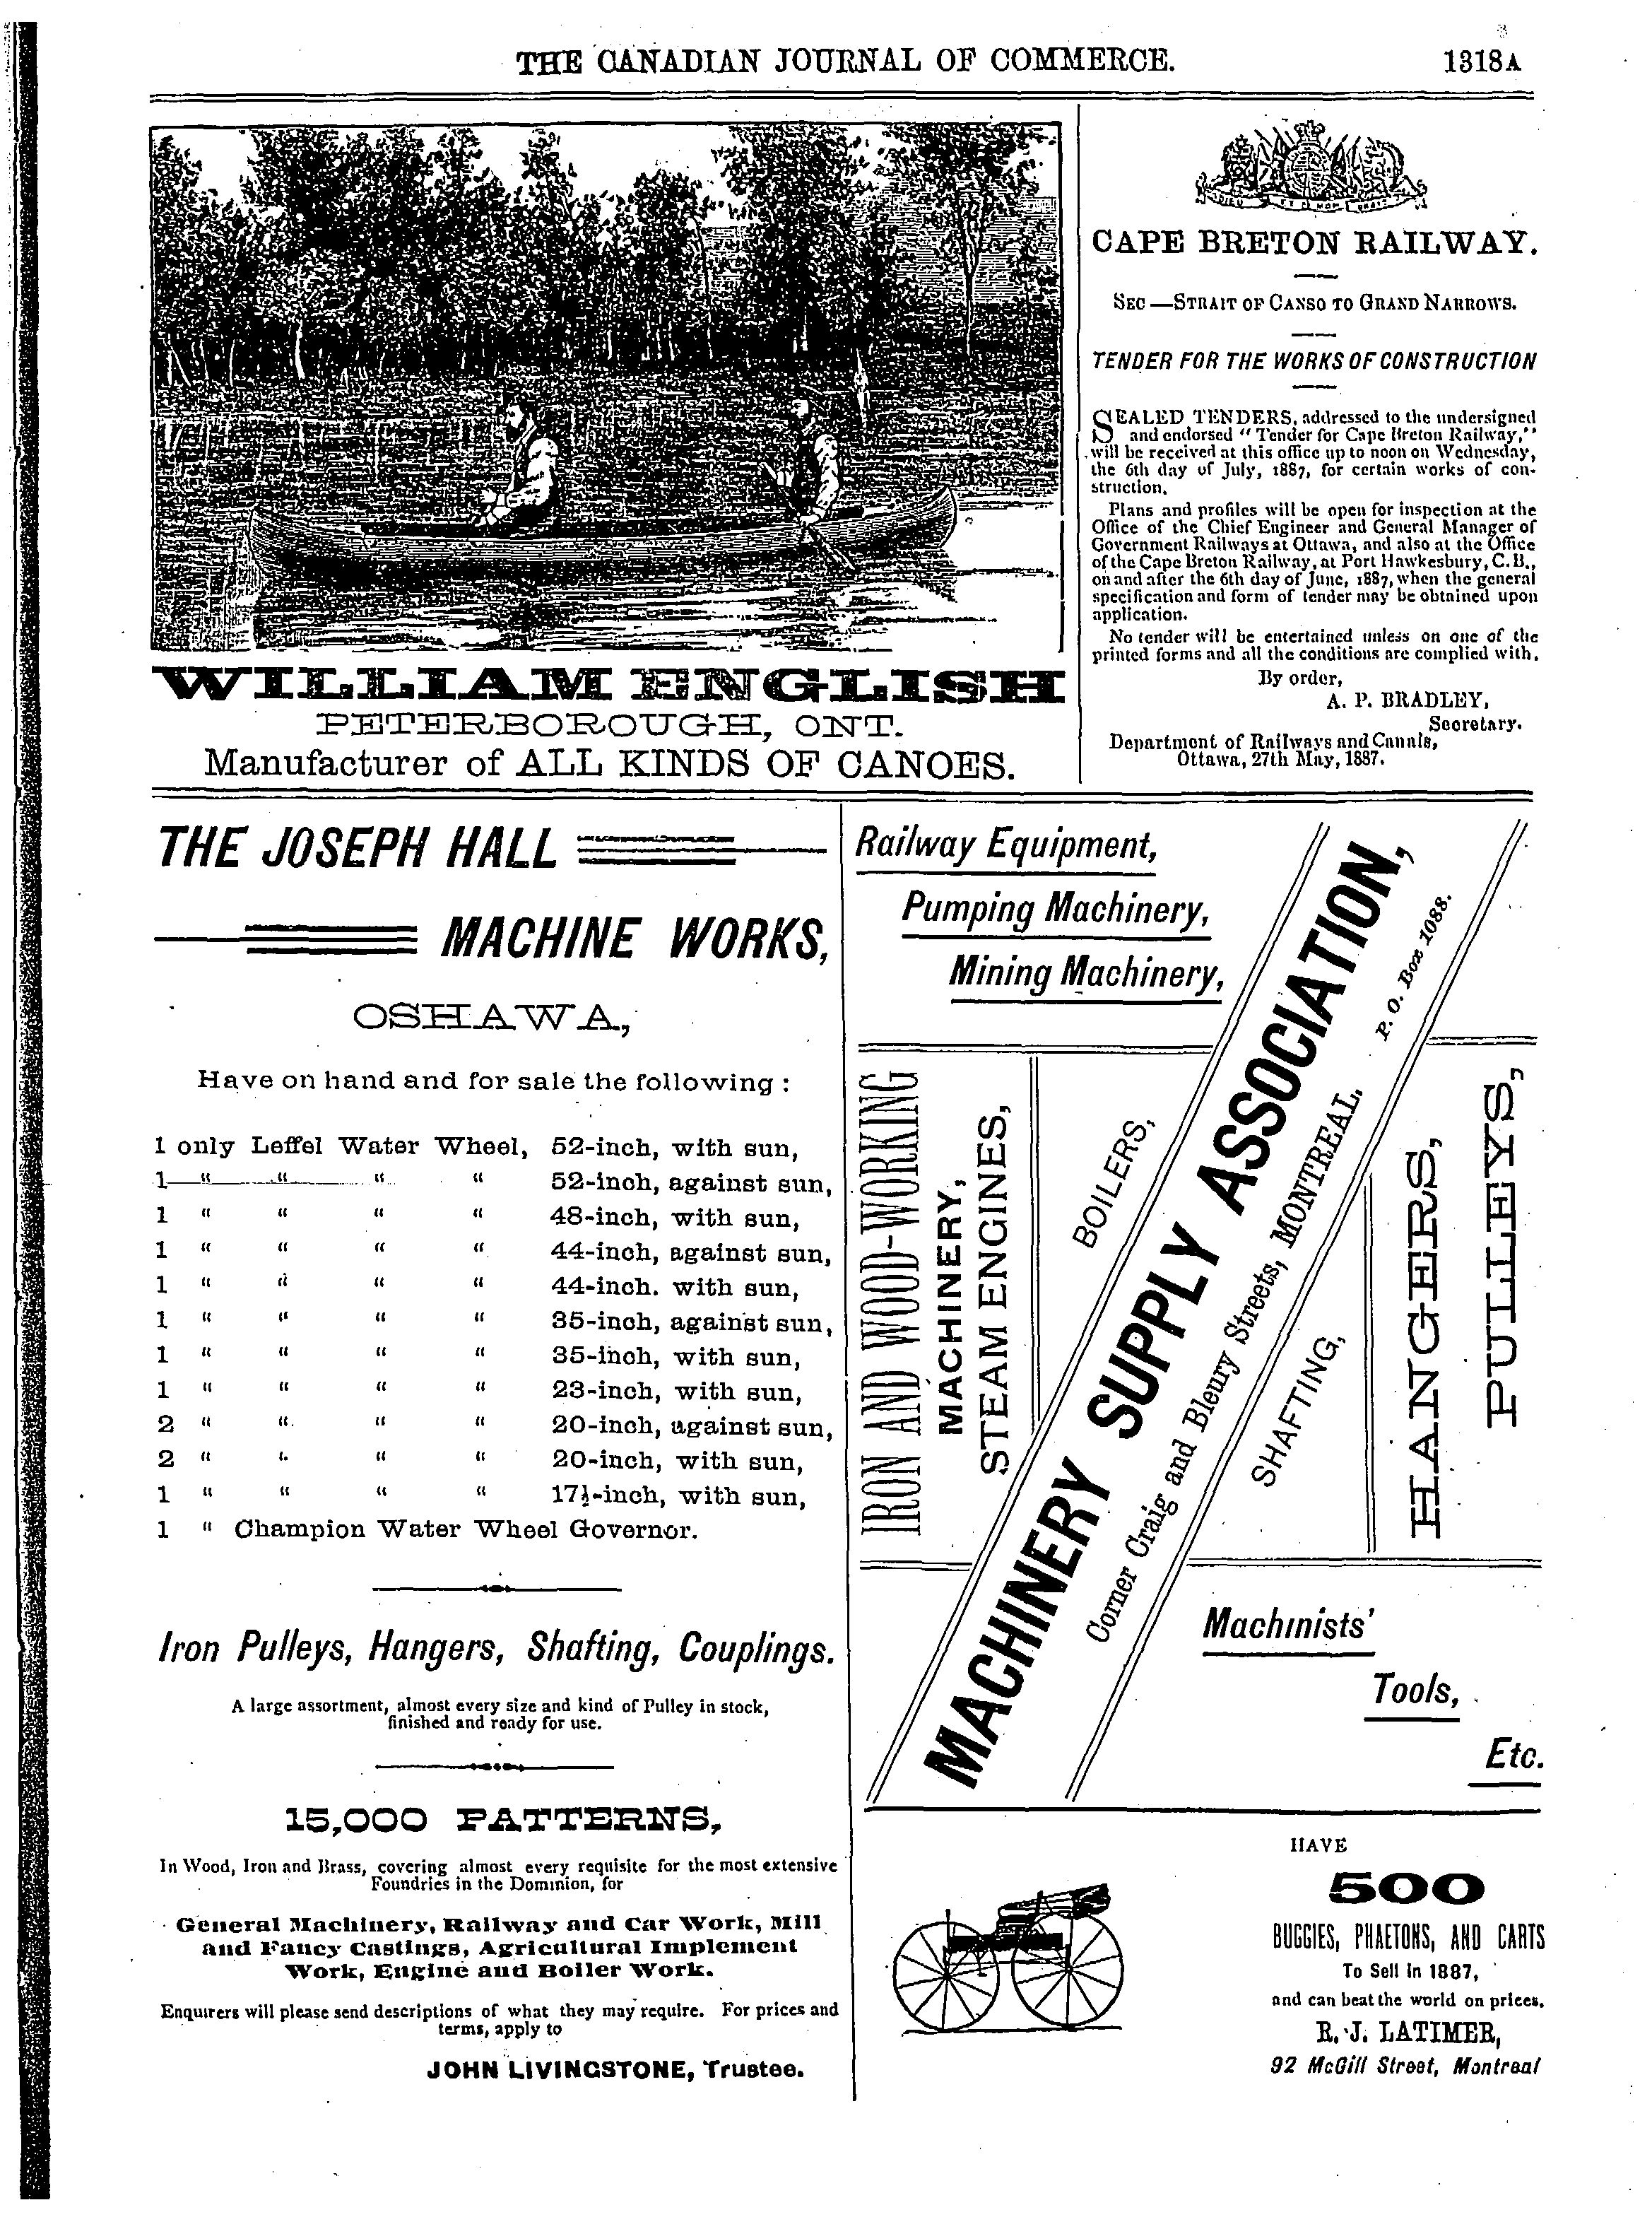 THE CANADIAN JOURNAL OF COMMERCE. 1318A
WILLIAM ENGLISH
PETERBOROUGH, ONT.
Manufacturer of ALL KINDS OF CANOES.
DIEU ET MON DROIT
CAPE BRETON RAILWAY.
SEC —STRAIT OF CANSO TO GRAND NARROWS.
TENDER FOR THE WORKS OF CONSTRUCTION
SEALED TENDERS, addressed to the undersigned
and endorsed "Tender for Cape Breton Railway,"
will be received at this office up to noon on Wednesday,
the 6th day of July, 1887, for certain works of con-
struction.
Plans and profiles will be open for inspection at the
Office of the Chief Engineer and General Manager of
Government Railways at Ottawa, and also at the Office
of the Cape Breton Railway, at Port Hawkesbury, C.B.,
on and after the 6th day of June, 1887, when the general
specification and form of tender may be obtained upon
application.
No tender will be entertained unless on one of the
printed forms and all the conditions are complied with.
By order,
A. P. BRADLEY,
Secretary.
Department of Railways and Canals,
Ottawa, 27th May, 1887.
THE JOSEPH HALL
MACHINE WORKS,
OSHAWA,
Have on hand and for sale the following :
1 only Leffel Water Wheel, 52-inch, with sun,
1 " " " " 52-inch, against sun,
1 " " " " 48-inch, with sun,
1 " " " " 44-inch, against sun,
1 " " " " 44-inch. with sun,
1 " " " " 35-inch, against sun,
1 " " " " 35-inch, with sun,
1 " " " " 23-inch, with sun,
2 " " " " 20-inch, against sun,
2 " " " " 20-inch, with sun,
1 " " " " 17½-inch, with sun,
1 " Champion Water Wheel Governor.
Iron Pulleys, Hangers, Shafting, Couplings.
A large assortment, almost every size and kind of Pulley in stock,
finished and ready for use.
15,000 PATTERNS,
In Wood, Iron and Brass, covering almost every requisite for the most extensive
Foundries in the Dominion, for
General Machinery, Railway and Car Work, Mill
and Fancy Castings, Agricultural Implement
Work, Engine and Boiler Work.
Enquirers will please send descriptions of what they may require. For prices and
terms, apply to
JOHN LIVINGSTONE, Trustee.
Railway Equipment,
Pumping Machinery,
Mining Machinery,
IRON AND WOOD-WORKING
MACHINERY,
STEAM ENGINES,
BOILERS,
MACHINERY SUPPLY ASSOCIATION,
Corner Craig and Bleury Streets, MONTREAL.
P. O. Box 1088.
SHAFTING,
HANGERS,
PULLEYS,
Machinists'
Tools,
Etc.
HAVE
500
BUGGIES, PHAETONS, AND CARTS
To Sell in 1887,
and can beat the world on prices.
R. J. LATIMER,
92 McGill Street, Montreal